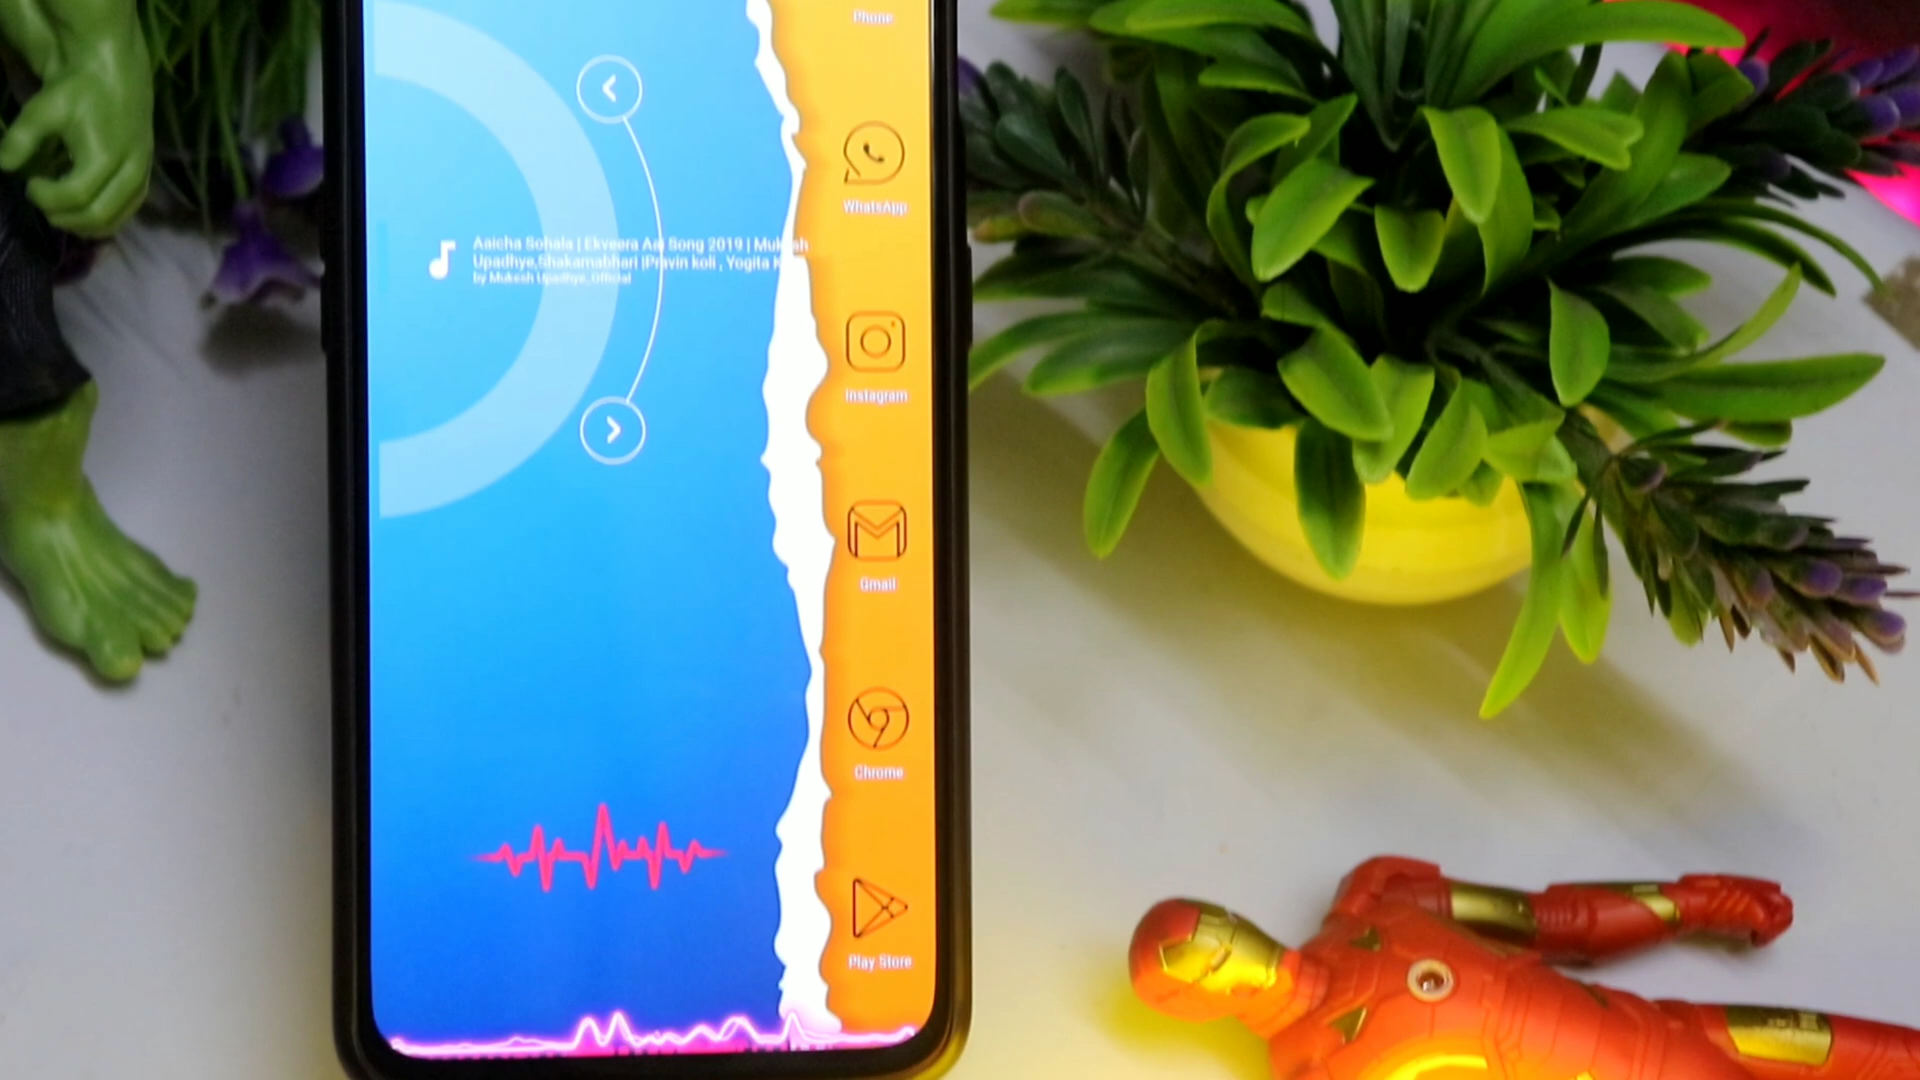 Phone
WhatsApp
Aaicha Sohala | Ekveera Aai Song 2019 |
Upadhye,Shakamabhari |Pravin koli , Yogita
by Mukesh Upadhye_Official
Instagram
Gmail
Chrome
Play Store